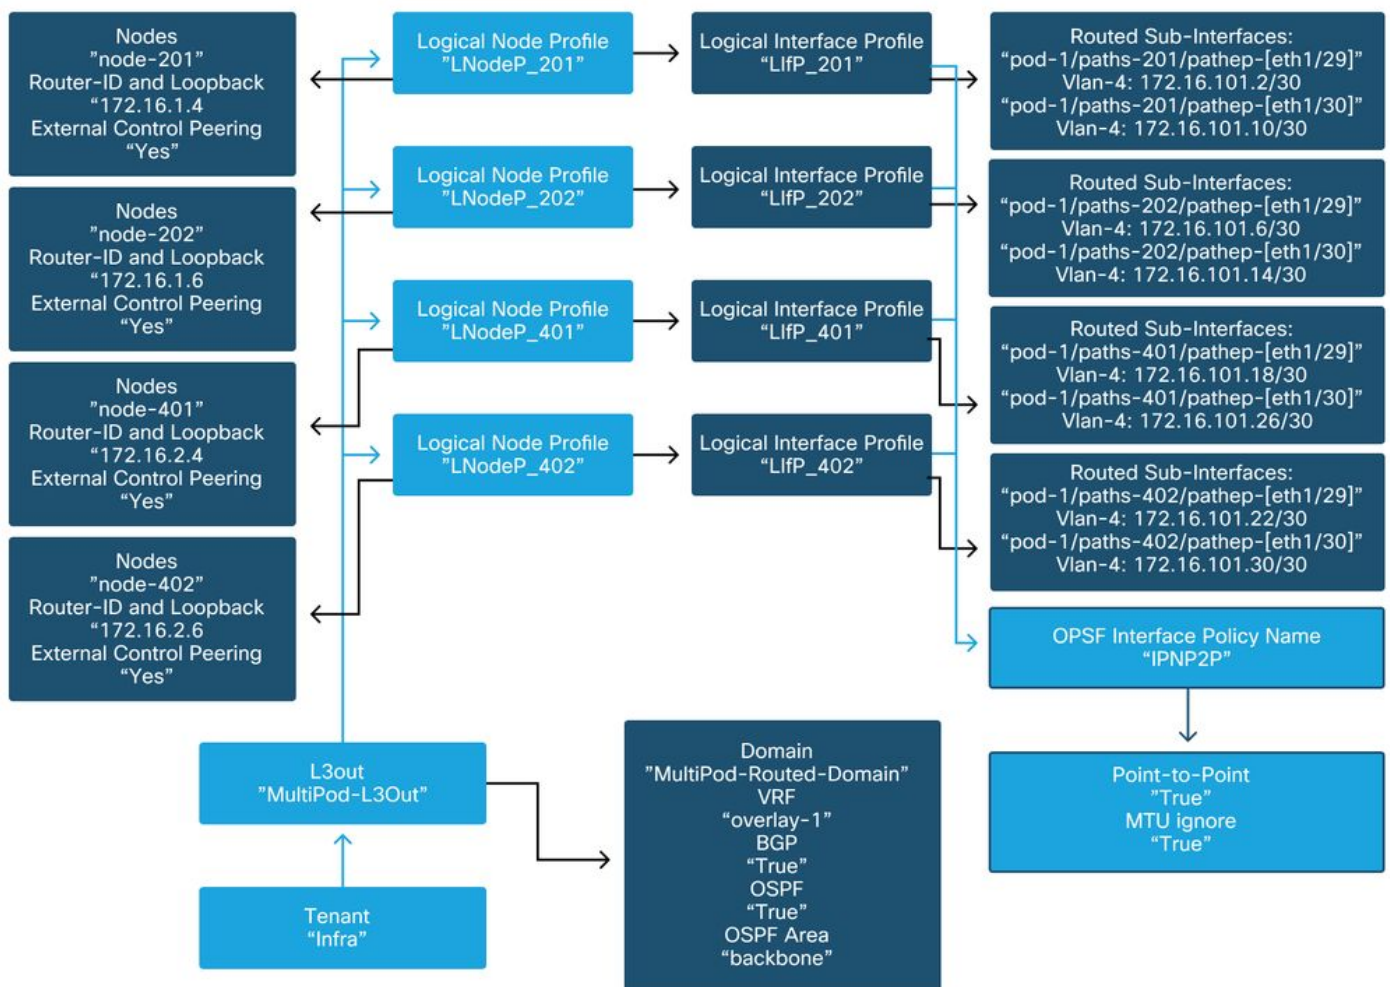 Nodes
”node-201"
Router-ID and Loopback
“172.16.1.4
External Control Peering
“Yes”
Nodes
”node-202"
Router-ID and Loopback
“172.16.1.6
External Control Peering
“Yes”
Nodes
”node-401"
Router-ID and Loopback
“172.16.2.4
External Control Peering
“Yes”
Nodes
”node-402"
Router-ID and Loopback
“172.16.2.6
External Control Peering
“Yes”
Logical Node Profile
”LNodeP_201”
Logical Node Profile
”LNodeP_202”
Logical Node Profile
”LNodeP_401”
Logical Node Profile
”LNodeP_402”
Logical Interface Profile
“LIfP_201”
Logical Interface Profile
“LIfP_202”
Logical Interface Profile
“LIfP_401”
Logical Interface Profile
“LIfP_402”
Routed Sub-Interfaces:
“pod-1/paths-201/pathep-[eth1/29]”
Vlan-4: 172.16.101.2/30
“pod-1/paths-201/pathep-[eth1/30]”
Vlan-4: 172.16.101.10/30
Routed Sub-Interfaces:
“pod-1/paths-202/pathep-[eth1/29]”
Vlan-4: 172.16.101.6/30
“pod-1/paths-202/pathep-[eth1/30]”
Vlan-4: 172.16.101.14/30
Routed Sub-Interfaces:
“pod-1/paths-401/pathep-[eth1/29]”
Vlan-4: 172.16.101.18/30
“pod-1/paths-401/pathep-[eth1/30]”
Vlan-4: 172.16.101.26/30
Routed Sub-Interfaces:
“pod-1/paths-402/pathep-[eth1/29]”
Vlan-4: 172.16.101.22/30
“pod-1/paths-402/pathep-[eth1/30]”
Vlan-4: 172.16.101.30/30
OPSF Interface Policy Name
“IPNP2P”
Point-to-Point
”True”
MTU ignore
“True”
L3out
”MultiPod-L3Out”
Tenant
“Infra”
Domain
”MultiPod-Routed-Domain”
VRF
“overlay-1”
BGP
“True”
OSPF
“True”
OSPF Area
“backbone”